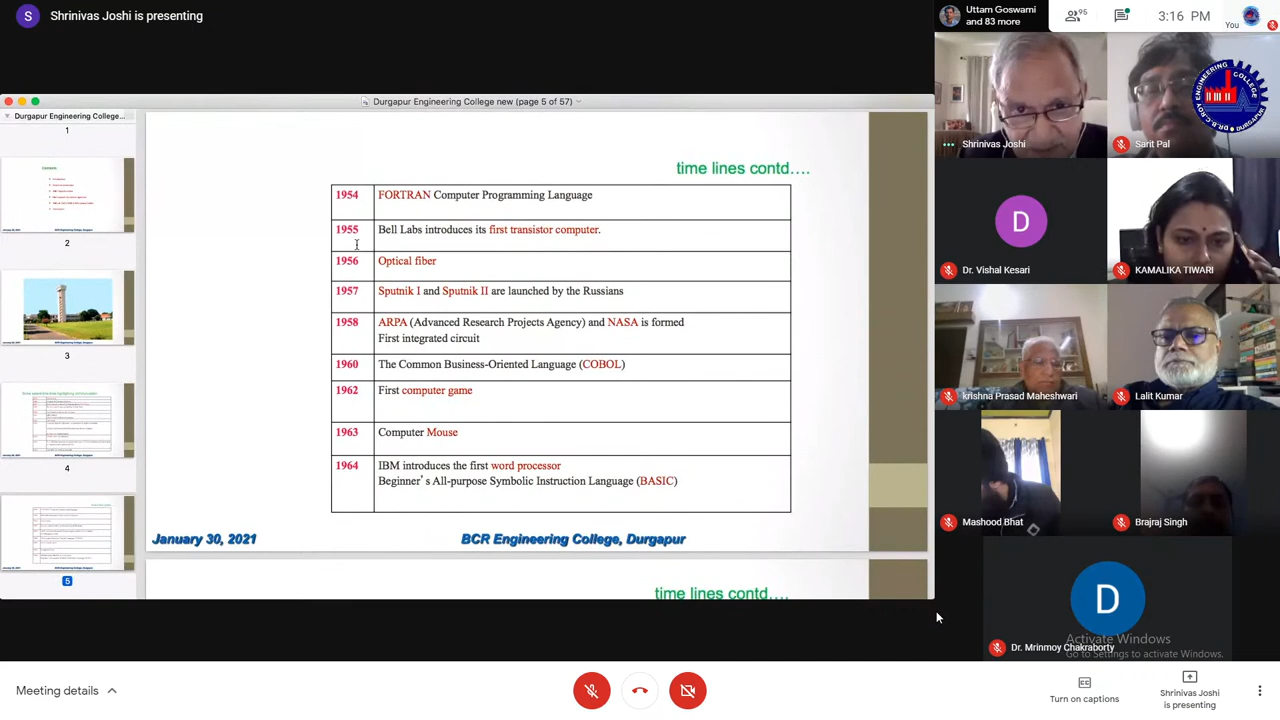 S Shrinivas Joshi is presenting
Uttam Goswami
and 83 more
95
3:16 PM
You
Durgapur Engineering College new (page 5 of 57)
Durgapur Engineering College...
1
2
3
4
5
time lines contd....
1954 FORTRAN Computer Programming Language
1955 Bell Labs introduces its first transistor computer.
1956 Optical fiber
1957 Sputnik I and Sputnik II are launched by the Russians
1958 ARPA (Advanced Research Projects Agency) and NASA is formed
First integrated circuit
1960 The Common Business-Oriented Language (COBOL)
1962 First computer game
1963 Computer Mouse
1964 IBM introduces the first word processor
Beginner's All-purpose Symbolic Instruction Language (BASIC)
January 30, 2021 BCR Engineering College, Durgapur
time lines contd....
Shrinivas Joshi
Sarit Pal
ENGINEERING COLLEGE
DR. B.C. ROY
DURGAPUR
D
Dr. Vishal Kesari
KAMALIKA TIWARI
krishna Prasad Maheshwari
Lalit Kumar
Mashood Bhat
Brajraj Singh
D
Dr. Mrinmoy Chakraborty
Activate Windows
Go to Settings to activate Windows.
Meeting details
Turn on captions
Shrinivas Joshi
is presenting